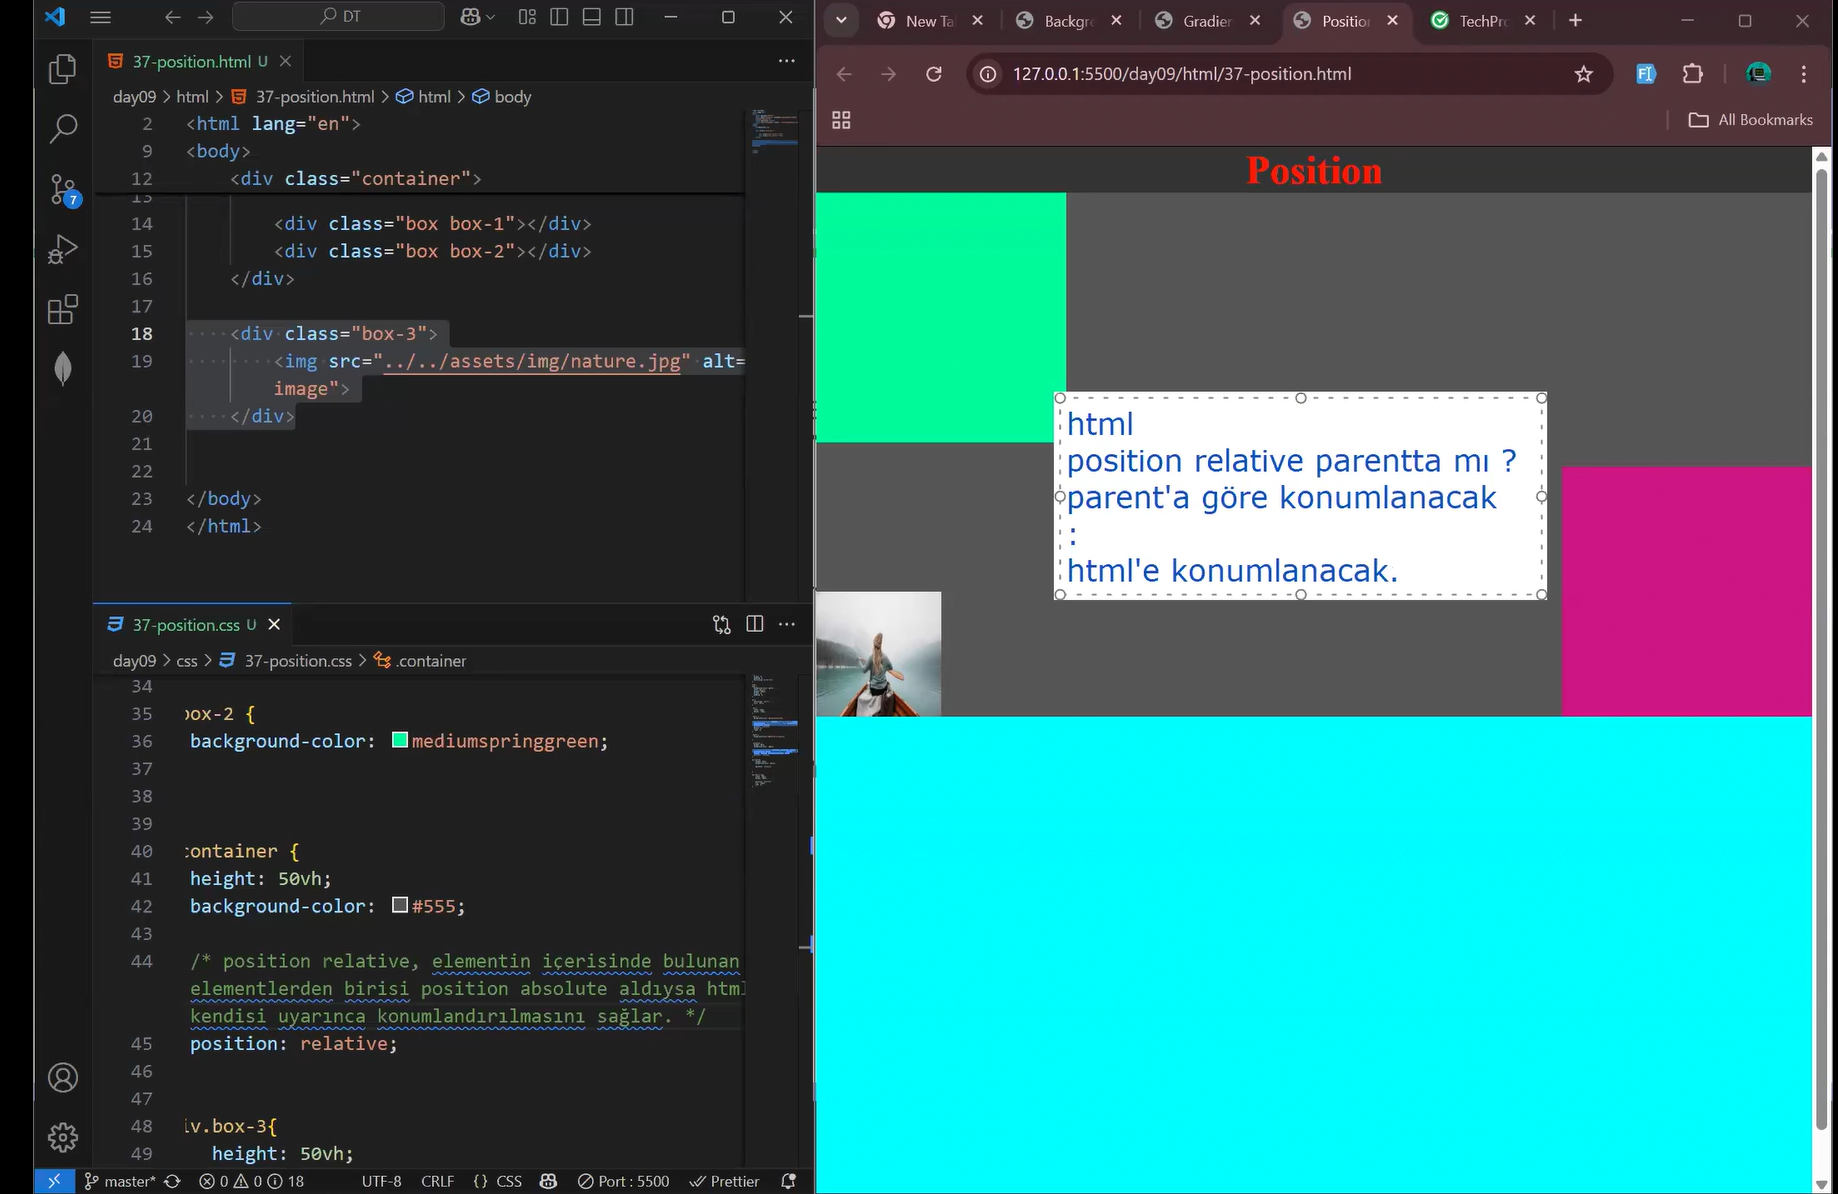 DT
37-position.html U
day09 > html > 37-position.html > html > body
2 <html lang="en">
9 <body>
12 <div class="container">
13
14 <div class="box box-1"></div>
15 <div class="box box-2"></div>
16 </div>
17
18 <div class="box-3">
19 <img src="../../assets/img/nature.jpg" alt=
image">
20 </div>
21
22
23 </body>
24 </html>
37-position.css U
day09 > css > 37-position.css > .container
34
35 box-2 {
36 background-color: mediumspringgreen;
37
38
39
40 container {
41 height: 50vh;
42 background-color: #555;
43
44 /* position relative, elementin içerisinde bulunan
elementlerden birisi position absolute aldıysa html
kendisi uyarınca konumlandırılmasını sağlar. */
45 position: relative;
46
47
48 iv.box-3{
49 height: 50vh;
7
master* 0 0 18 UTF-8 CRLF {} CSS Port : 5500 Prettier
New Ta Backgr Gradier Position TechPr
127.0.0.1:5500/day09/html/37-position.html
All Bookmarks
Position
html
position relative parentta mı ?
parent'a göre konumlanacak
:
html'e konumlanacak.